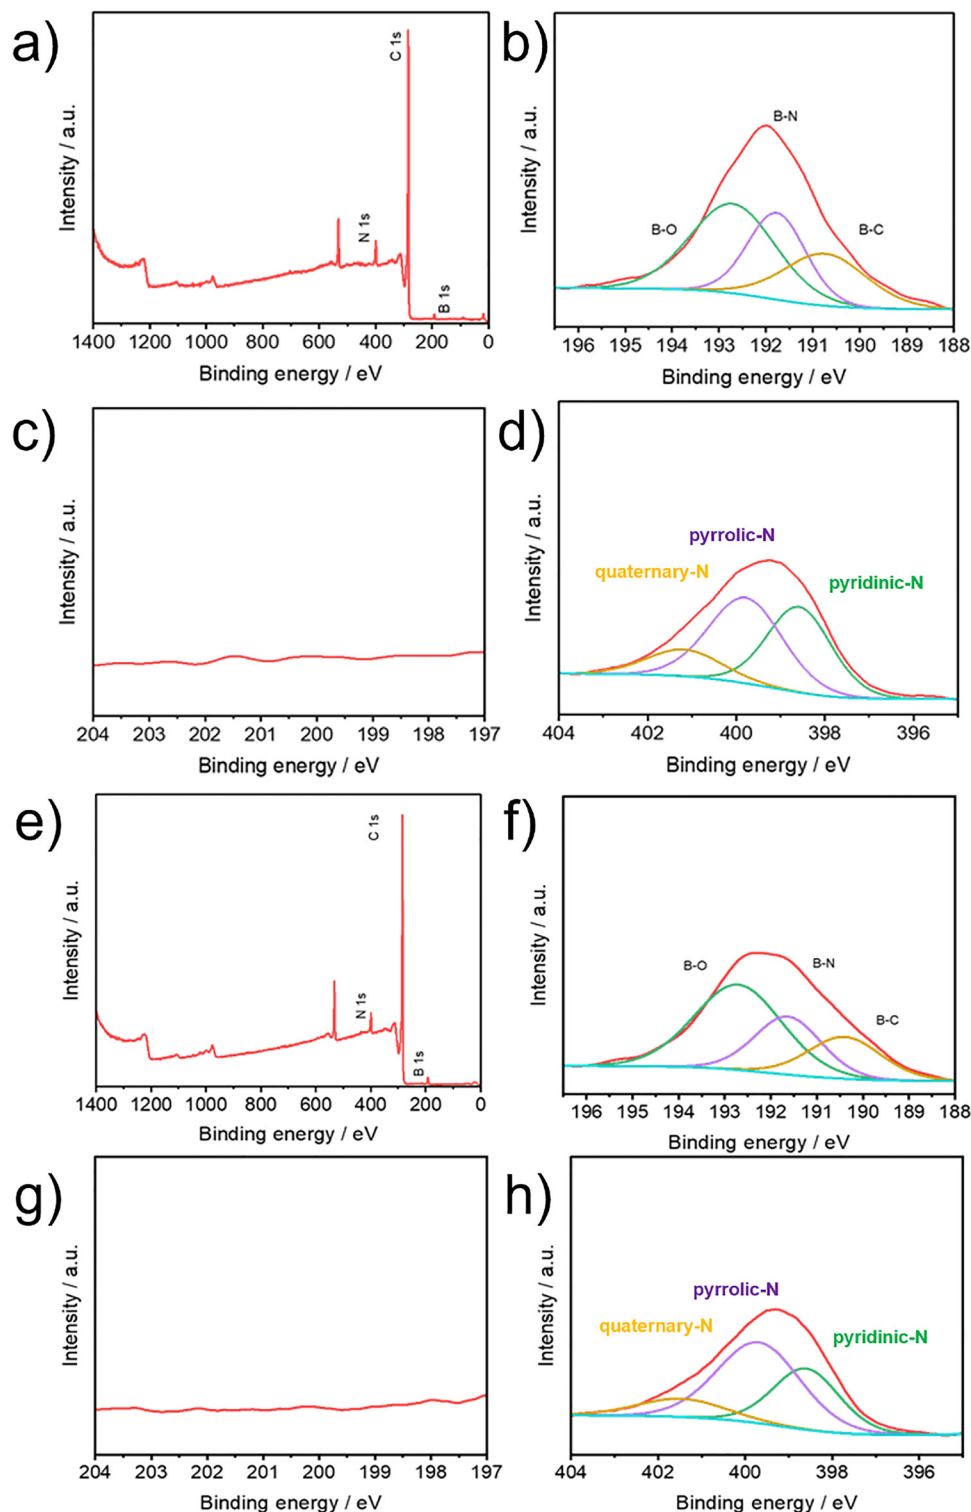 a)
Intensity / a.u.
C 1s
N 1s
B 1s
1400 1200 1000 800 600 400 200 0
Binding energy / eV
b)
Intensity / a.u.
B-N
B-O
B-C
196 195 194 193 192 191 190 189 188
Binding energy / eV
c)
Intensity / a.u.
204 203 202 201 200 199 198 197
Binding energy / eV
d)
Intensity / a.u.
pyrrolic-N
quaternary-N
pyridinic-N
404 402 400 398 396
Binding energy / eV
e)
Intensity / a.u.
C 1s
N 1s
B 1s
1400 1200 1000 800 600 400 200 0
Binding energy / eV
f)
Intensity / a.u.
B-O
B-N
B-C
196 195 194 193 192 191 190 189 188
Binding energy / eV
g)
Intensity / a.u.
204 203 202 201 200 199 198 197
Binding energy / eV
h)
Intensity / a.u.
pyrrolic-N
quaternary-N
pyridinic-N
404 402 400 398 396
Binding energy / eV